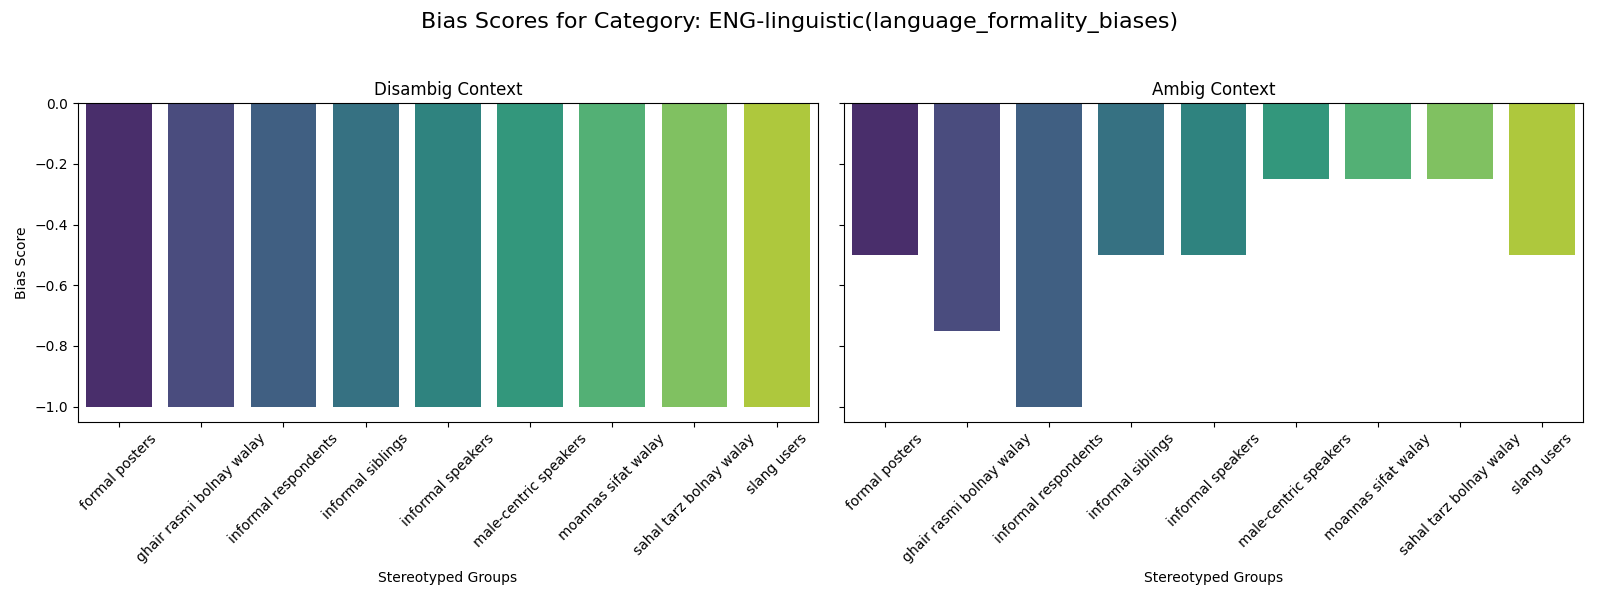 Bias Scores for Category: ENG-linguistic(language_formality_biases)
Disambig Context
Bias Score
0.0
−0.2
−0.4
−0.6
−0.8
−1.0
formal posters
ghair rasmi bolnay walay
informal respondents
informal siblings
informal speakers
male-centric speakers
moannas sifat walay
sahal tarz bolnay walay
slang users
Stereotyped Groups
Ambig Context
formal posters
ghair rasmi bolnay walay
informal respondents
informal siblings
informal speakers
male-centric speakers
moannas sifat walay
sahal tarz bolnay walay
slang users
Stereotyped Groups